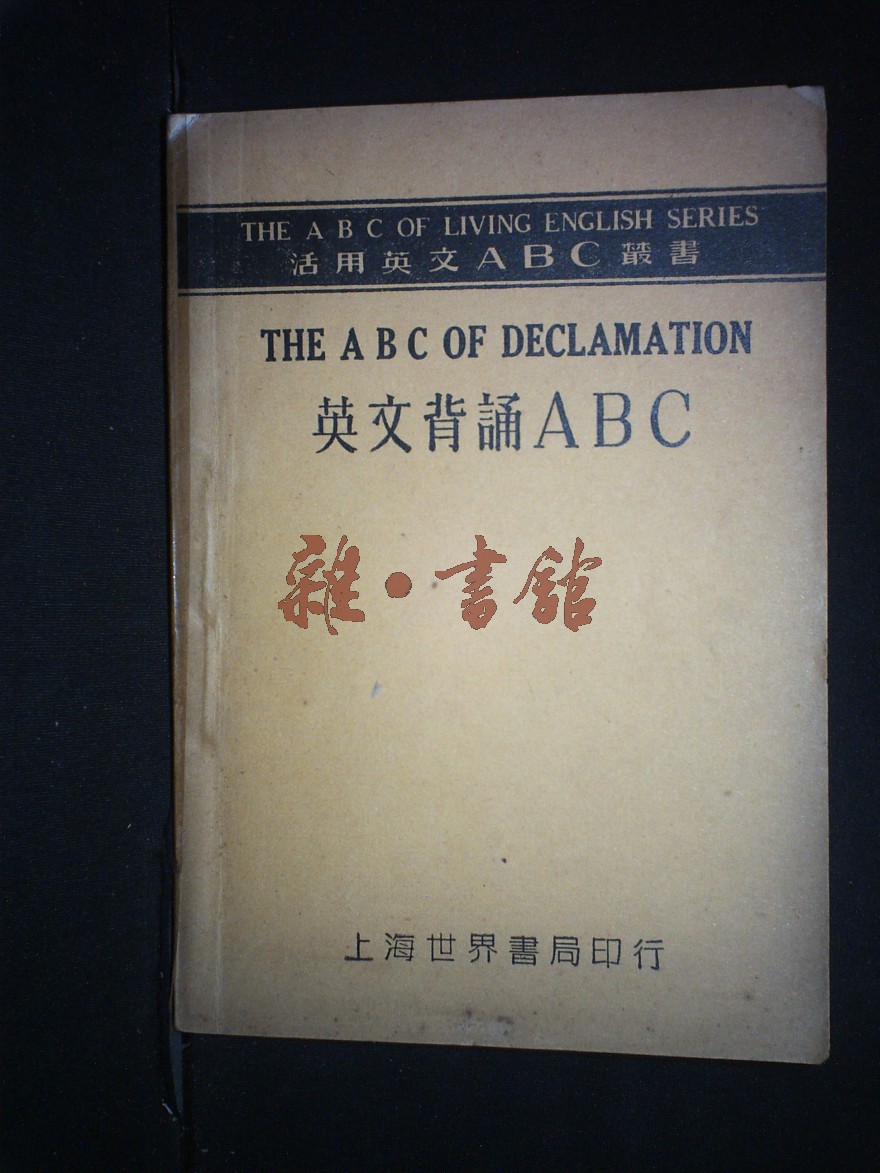 THE A B C OF LIVING ENGLISH SERIES
活用英文ABC叢書
THE A B C OF DECLAMATION
英文背誦ABC
雜•書館
上海世界書局印行